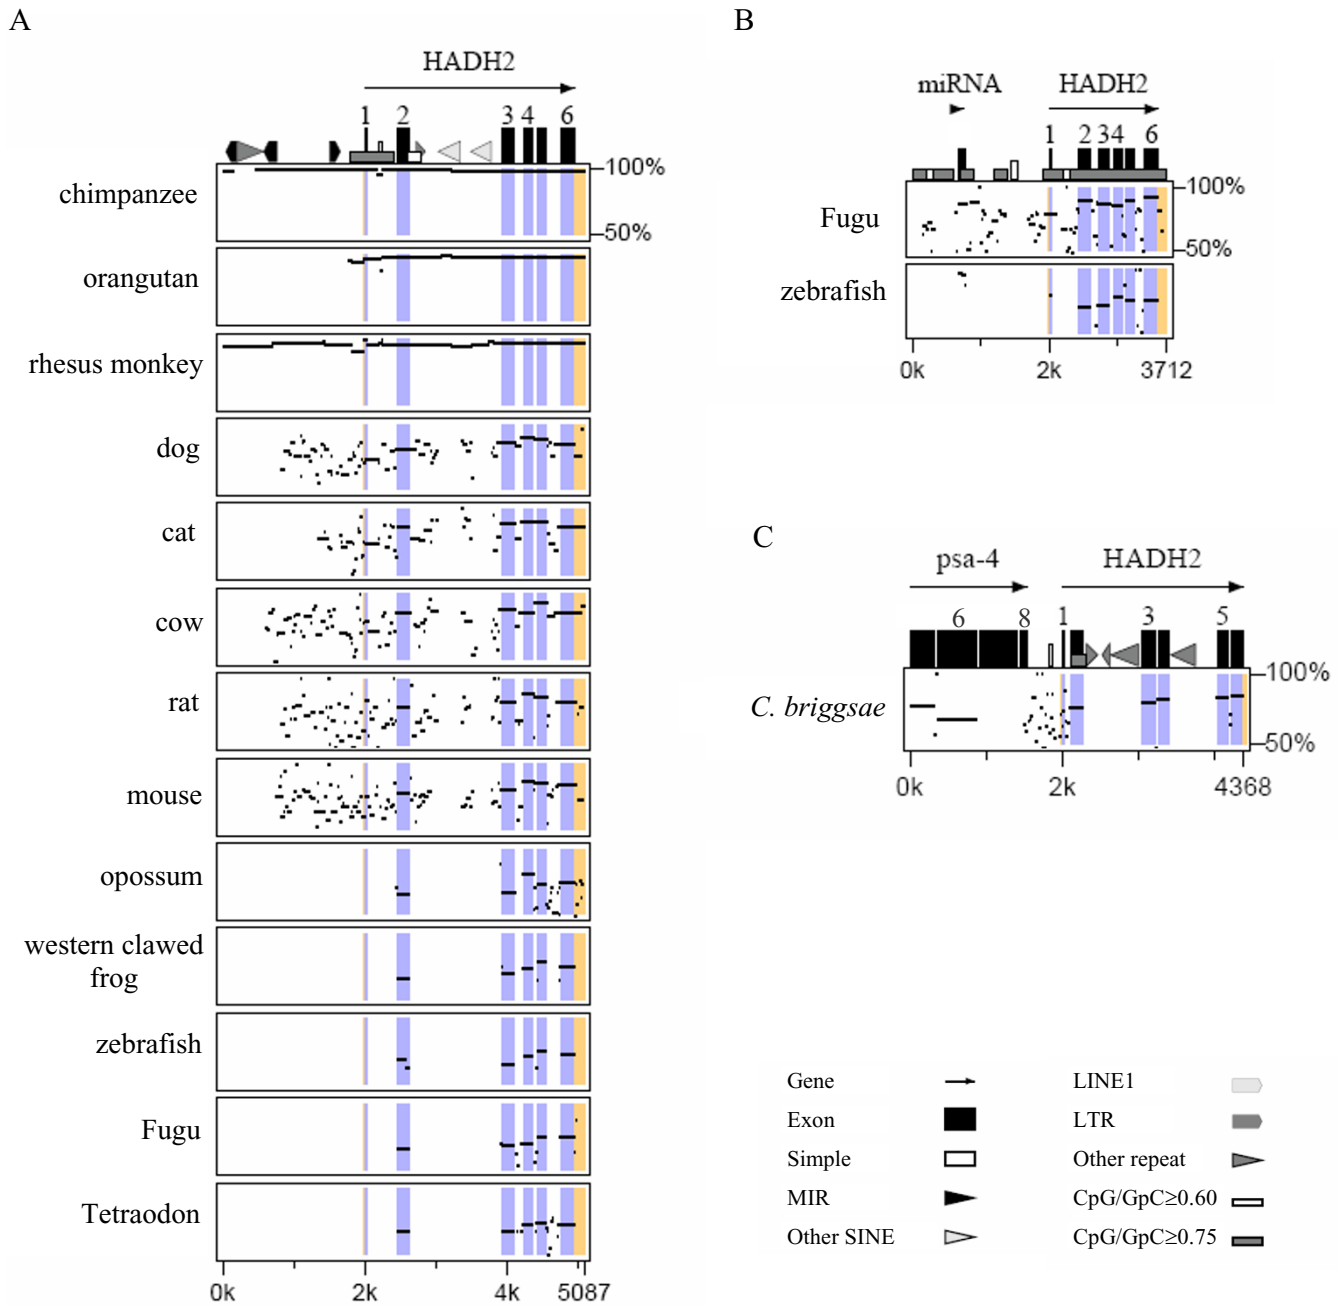 A
HADH2
1 2 3 4 6
100%
50%
chimpanzee
orangutan
rhesus monkey
dog
cat
cow
rat
mouse
opossum
western clawed
frog
zebrafish
Fugu
Tetraodon
0k 2k 4k 5087
B
miRNA HADH2
1 2 3 4 6
100%
50%
Fugu
zebrafish
0k 2k 3712
C
psa-4 HADH2
6 8 1 3 5
100%
50%
C. briggsae
0k 2k 4368
Gene
Exon
Simple
MIR
Other SINE
LINE1
LTR
Other repeat
CpG/GpC≥0.60
CpG/GpC≥0.75